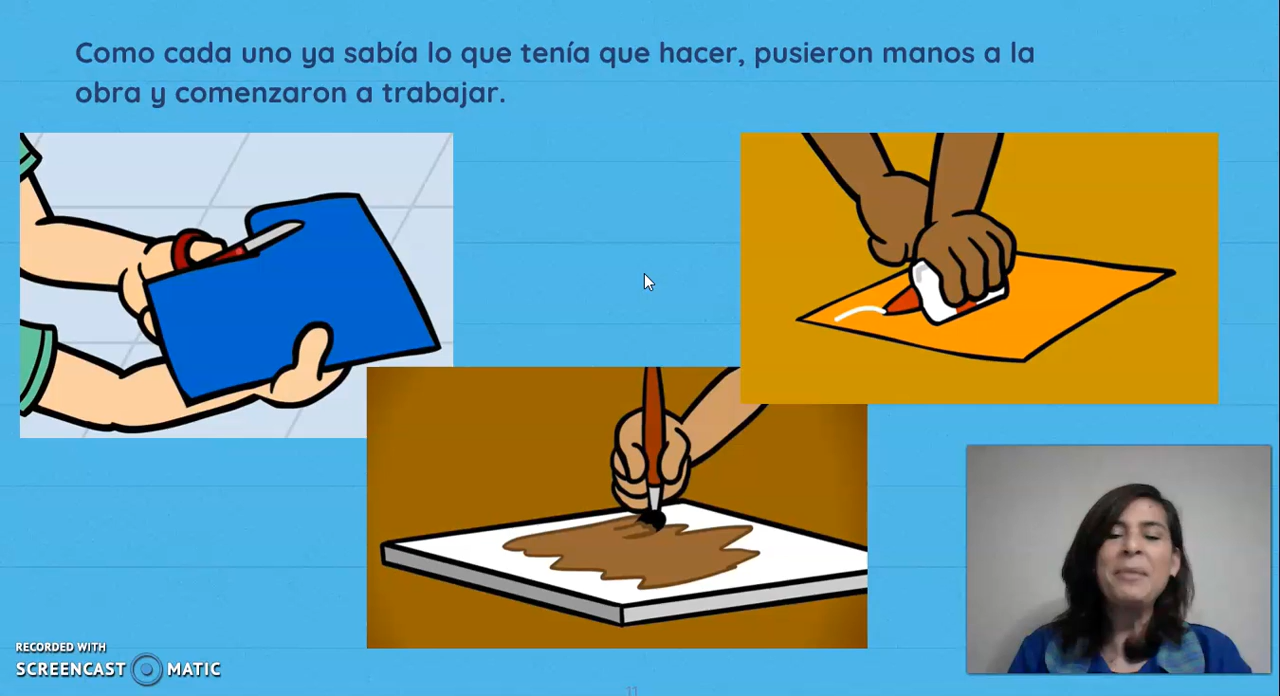 Como cada uno ya sabía lo que tenía que hacer, pusieron manos a la
obra y comenzaron a trabajar.
RECORDED WITH
SCREENCAST MATIC
11